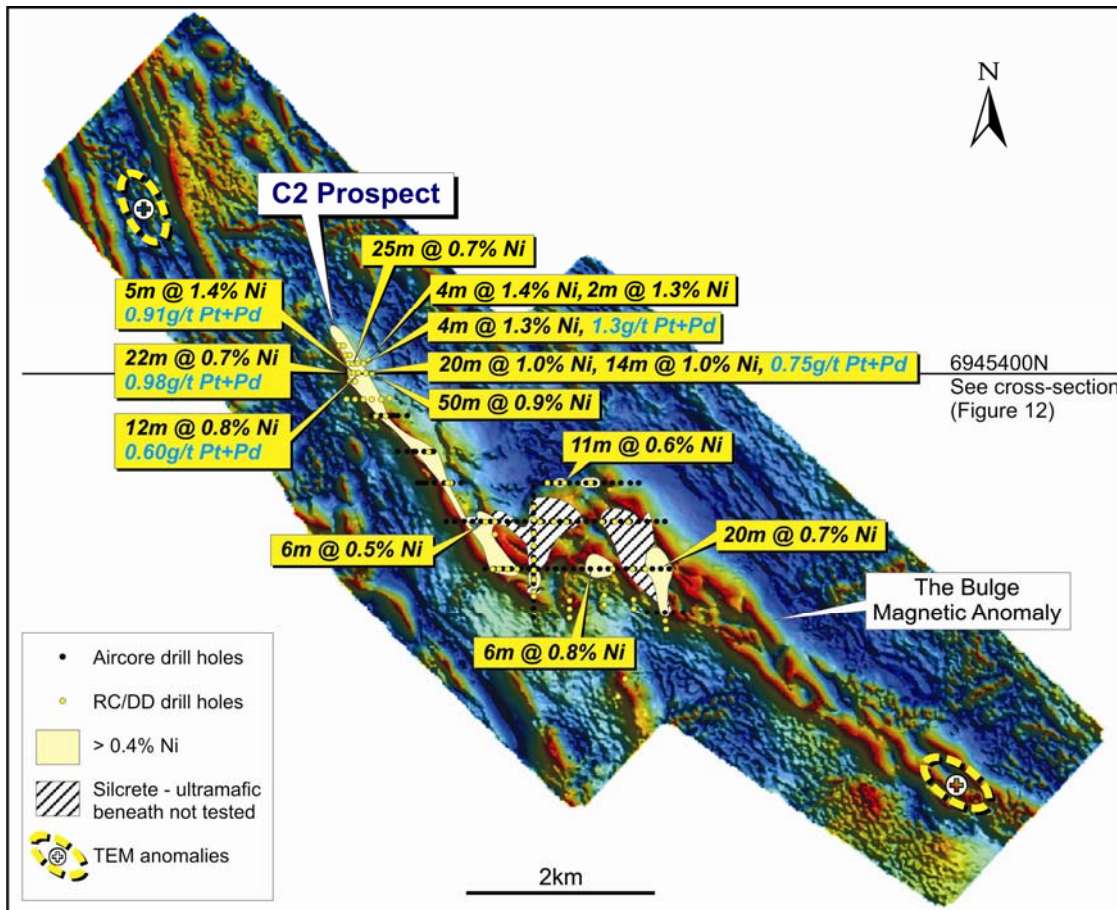 N
C2 Prospect
25m @ 0.7% Ni
5m @ 1.4% Ni
0.91g/t Pt+Pd
4m @ 1.4% Ni, 2m @ 1.3% Ni
4m @ 1.3% Ni, 1.3g/t Pt+Pd
22m @ 0.7% Ni
0.98g/t Pt+Pd
20m @ 1.0% Ni, 14m @ 1.0% Ni, 0.75g/t Pt+Pd
6945400N
See cross-section
(Figure 12)
12m @ 0.8% Ni
0.60g/t Pt+Pd
50m @ 0.9% Ni
11m @ 0.6% Ni
6m @ 0.5% Ni
20m @ 0.7% Ni
The Bulge
Magnetic Anomaly
6m @ 0.8% Ni
Aircore drill holes
RC/DD drill holes
> 0.4% Ni
Silcrete - ultramafic
beneath not tested
TEM anomalies
2km